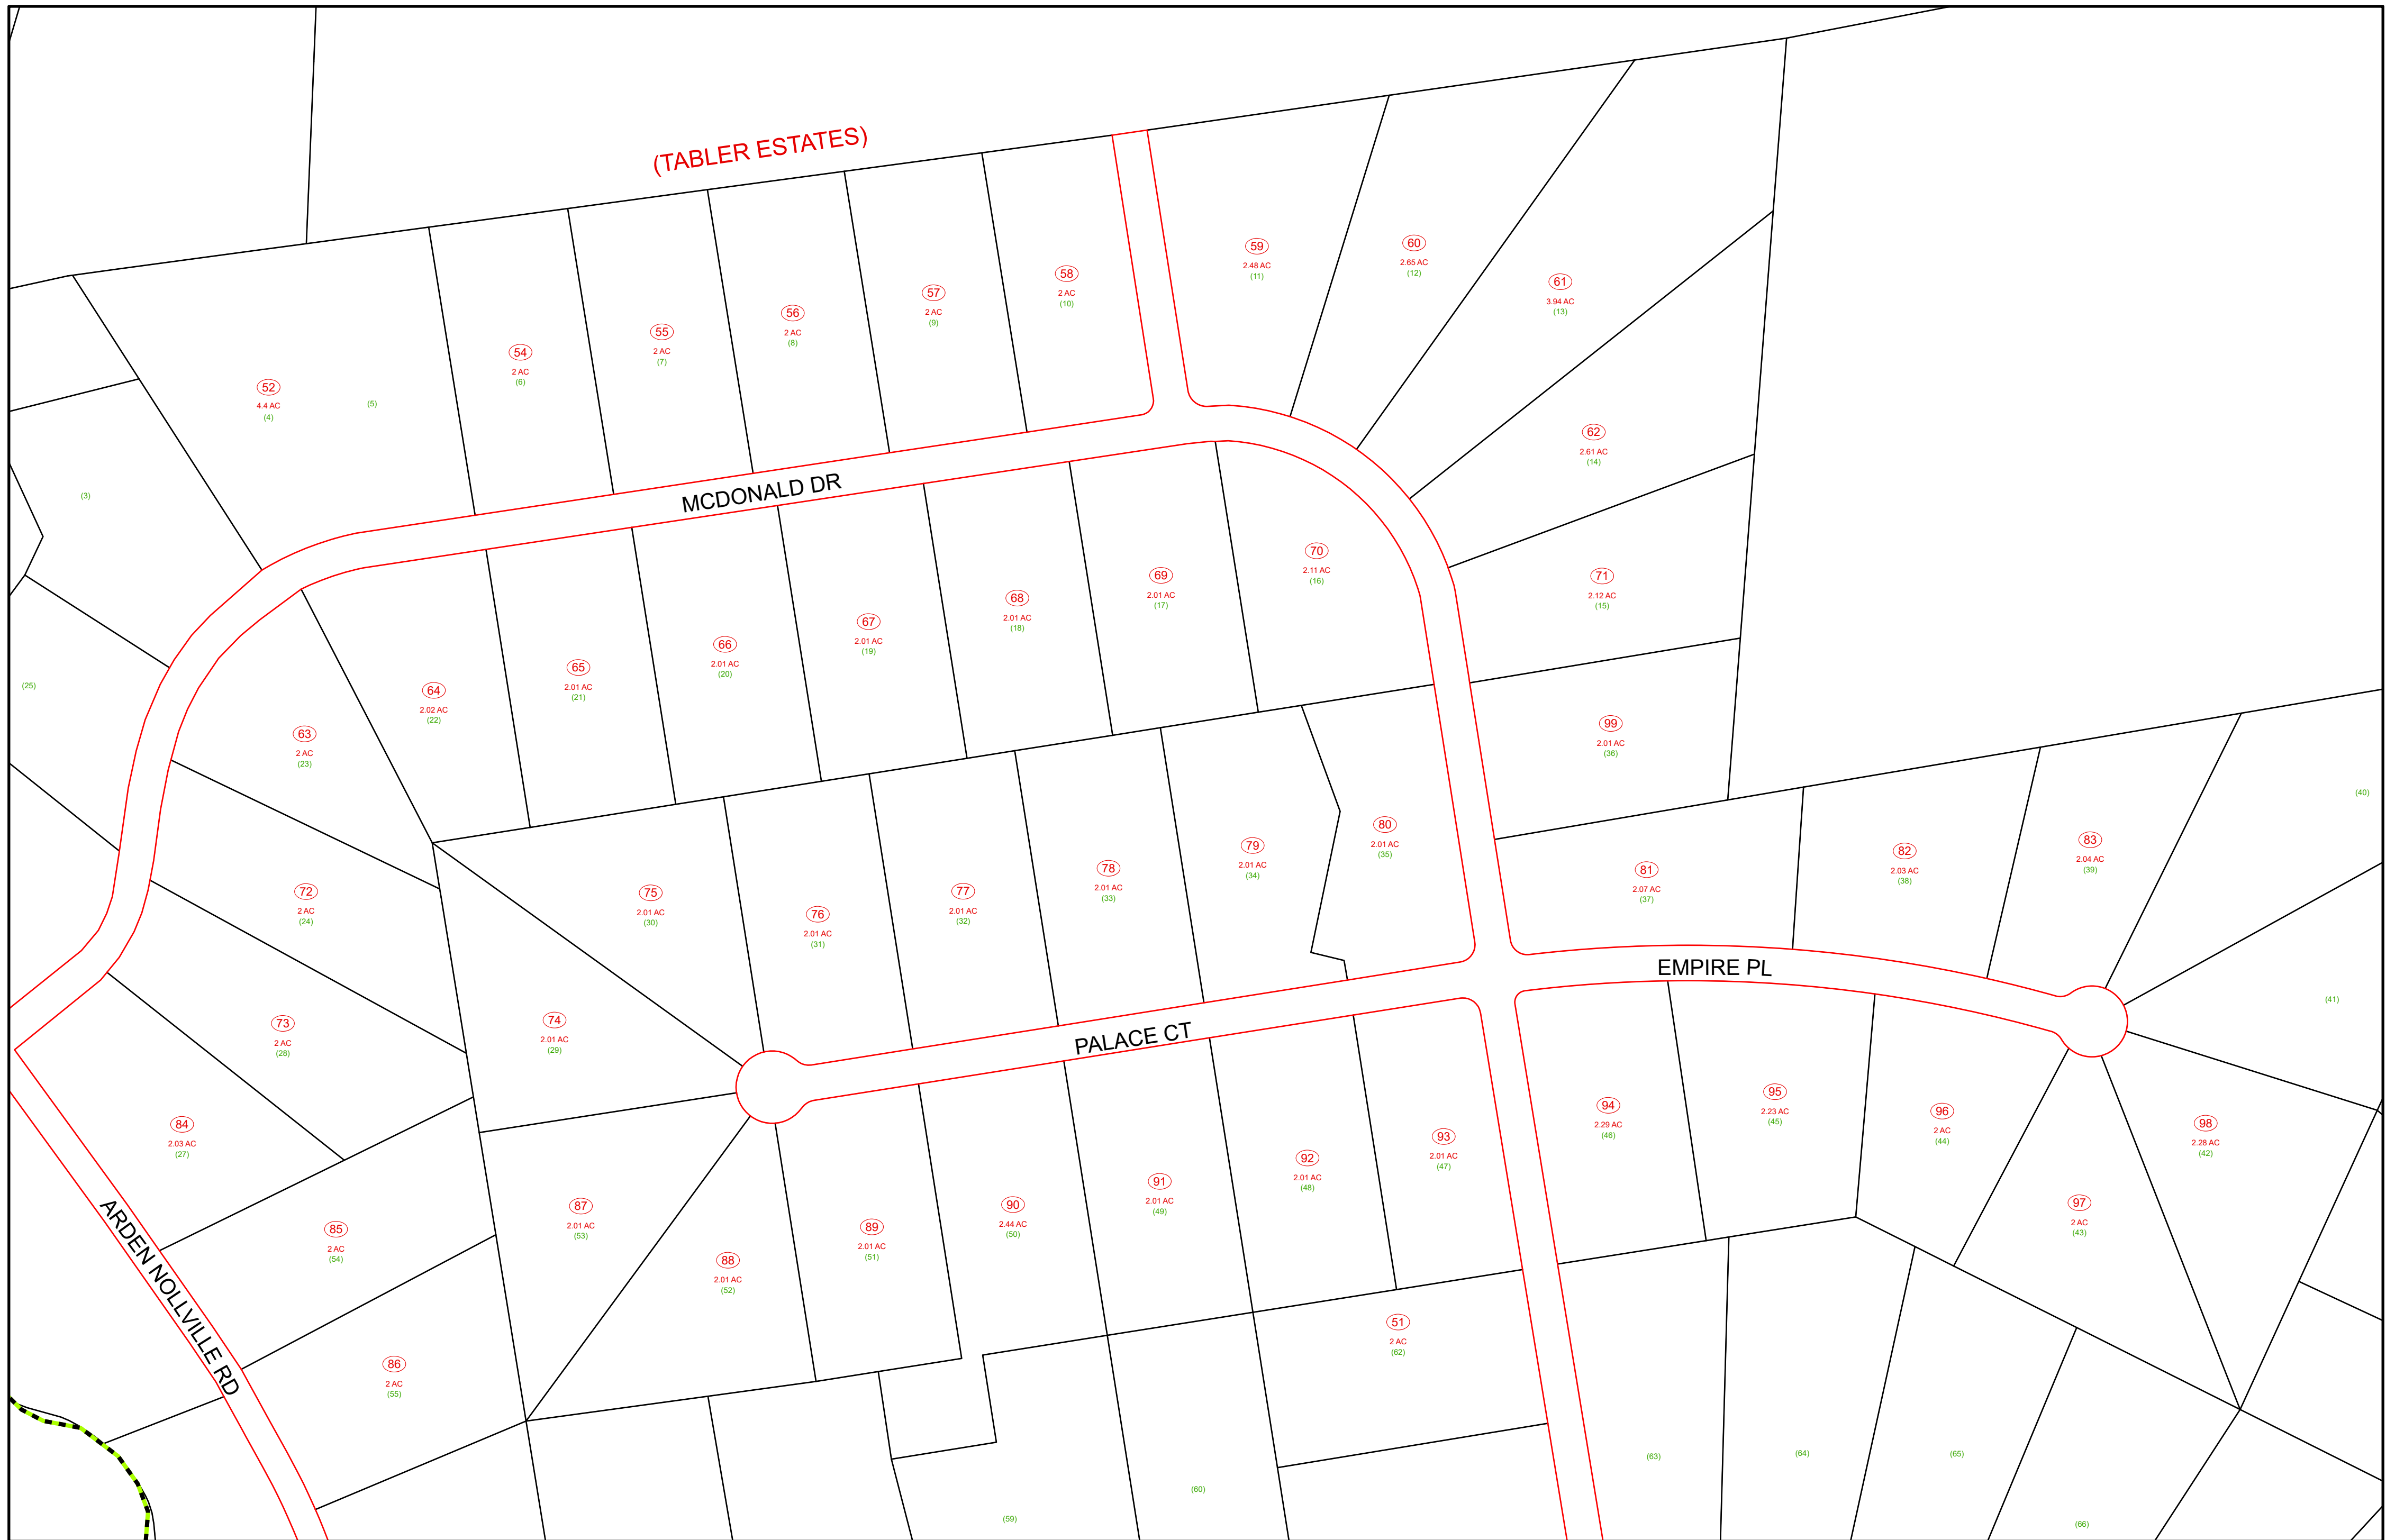 (TABLER ESTATES)
59
2.48 AC
(11)
60
2.65 AC
(12)
61
3.94 AC
(13)
58
2 AC
(10)
57
2 AC
(9)
56
2 AC
(8)
55
2 AC
(7)
54
2 AC
(6)
52
4.4 AC
(4)
(5)
(3)
62
2.61 AC
(14)
MCDONALD DR
70
2.11 AC
(16)
71
2.12 AC
(15)
69
2.01 AC
(17)
68
2.01 AC
(18)
67
2.01 AC
(19)
66
2.01 AC
(20)
65
2.01 AC
(21)
64
2.02 AC
(22)
(25)
63
2 AC
(23)
99
2.01 AC
(36)
(40)
80
2.01 AC
(35)
79
2.01 AC
(34)
78
2.01 AC
(33)
77
2.01 AC
(32)
76
2.01 AC
(31)
75
2.01 AC
(30)
72
2 AC
(24)
81
2.07 AC
(37)
82
2.03 AC
(38)
83
2.04 AC
(39)
EMPIRE PL
(41)
73
2 AC
(28)
74
2.01 AC
(29)
PALACE CT
84
2.03 AC
(27)
94
2.29 AC
(46)
95
2.23 AC
(45)
96
2 AC
(44)
98
2.28 AC
(42)
93
2.01 AC
(47)
92
2.01 AC
(48)
91
2.01 AC
(49)
90
2.44 AC
(50)
89
2.01 AC
(51)
88
2.01 AC
(52)
87
2.01 AC
(53)
85
2 AC
(54)
97
2 AC
(43)
ARDEN NOLLVILLE RD
86
2 AC
(55)
51
2 AC
(62)
(63)
(64)
(65)
(60)
(59)
(66)